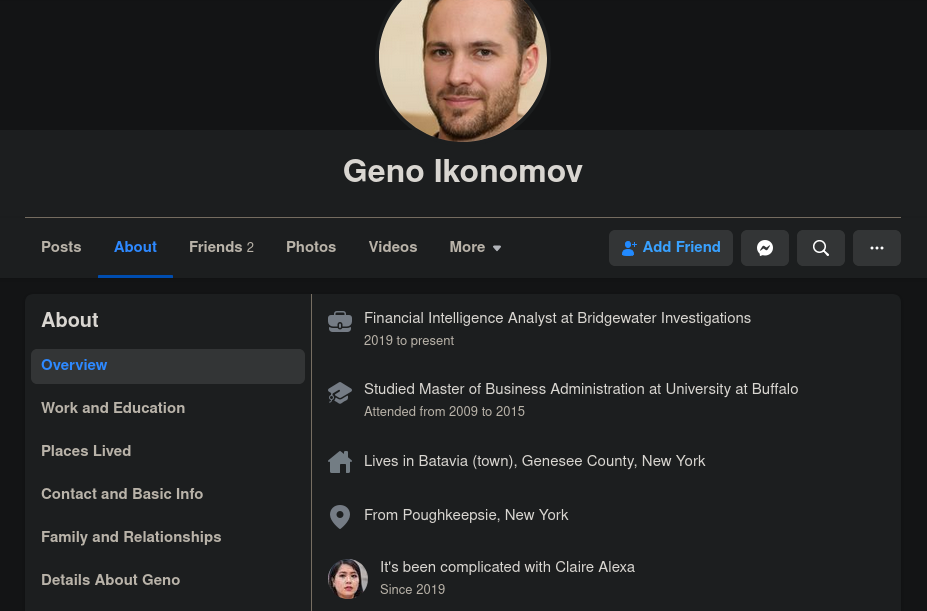 Geno Ikonomov
Posts About Friends 2 Photos Videos More Add Friend
About
Overview
Work and Education
Places Lived
Contact and Basic Info
Family and Relationships
Details About Geno
Financial Intelligence Analyst at Bridgewater Investigations
2019 to present
Studied Master of Business Administration at University at Buffalo
Attended from 2009 to 2015
Lives in Batavia (town), Genesee County, New York
From Poughkeepsie, New York
It's been complicated with Claire Alexa
Since 2019